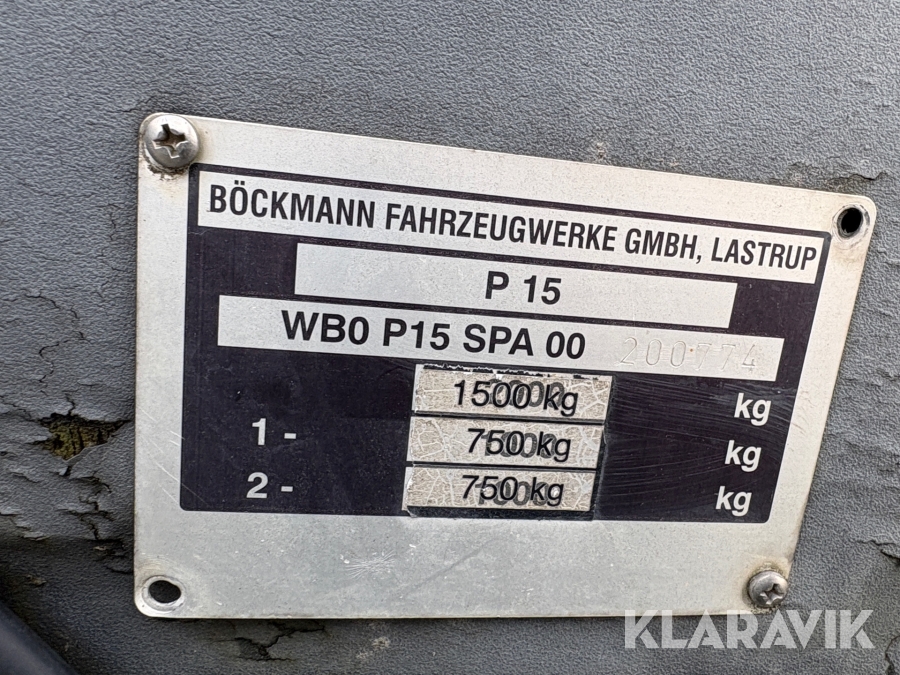 BÖCKMANN FAHRZEUGWERKE GMBH, LASTRUP
P 15
WB0 P15 SPA 00 200774
1500 kg kg
1 - 750 kg kg
2 - 750 kg kg
KLARAVIK